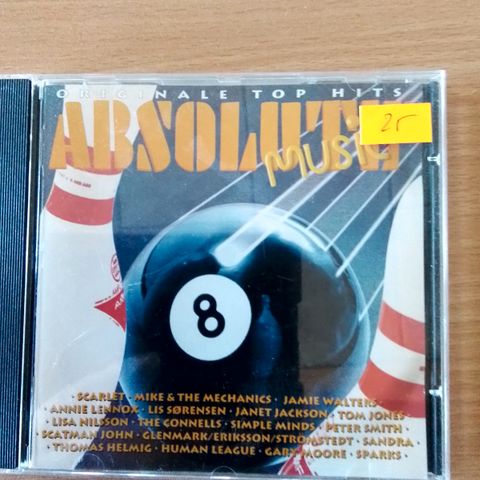 ORIGINALE TOP HITS
ABSOLUTE
MUSIC
25
8
· SCARLET · MIKE & THE MECHANICS · JAMIE WALTERS ·
ANNIE LENNOX · LIS SØRENSEN · JANET JACKSON · TOM JONES ·
LISA NILSSON · THE CONNELLS · SIMPLE MINDS · PETER SMITH ·
SCATMAN JOHN · GLENMARK/ERIKSSON/STRÖMSTEDT · SANDRA ·
THOMAS HELMIG · HUMAN LEAGUE · GARY MOORE · SPARKS ·